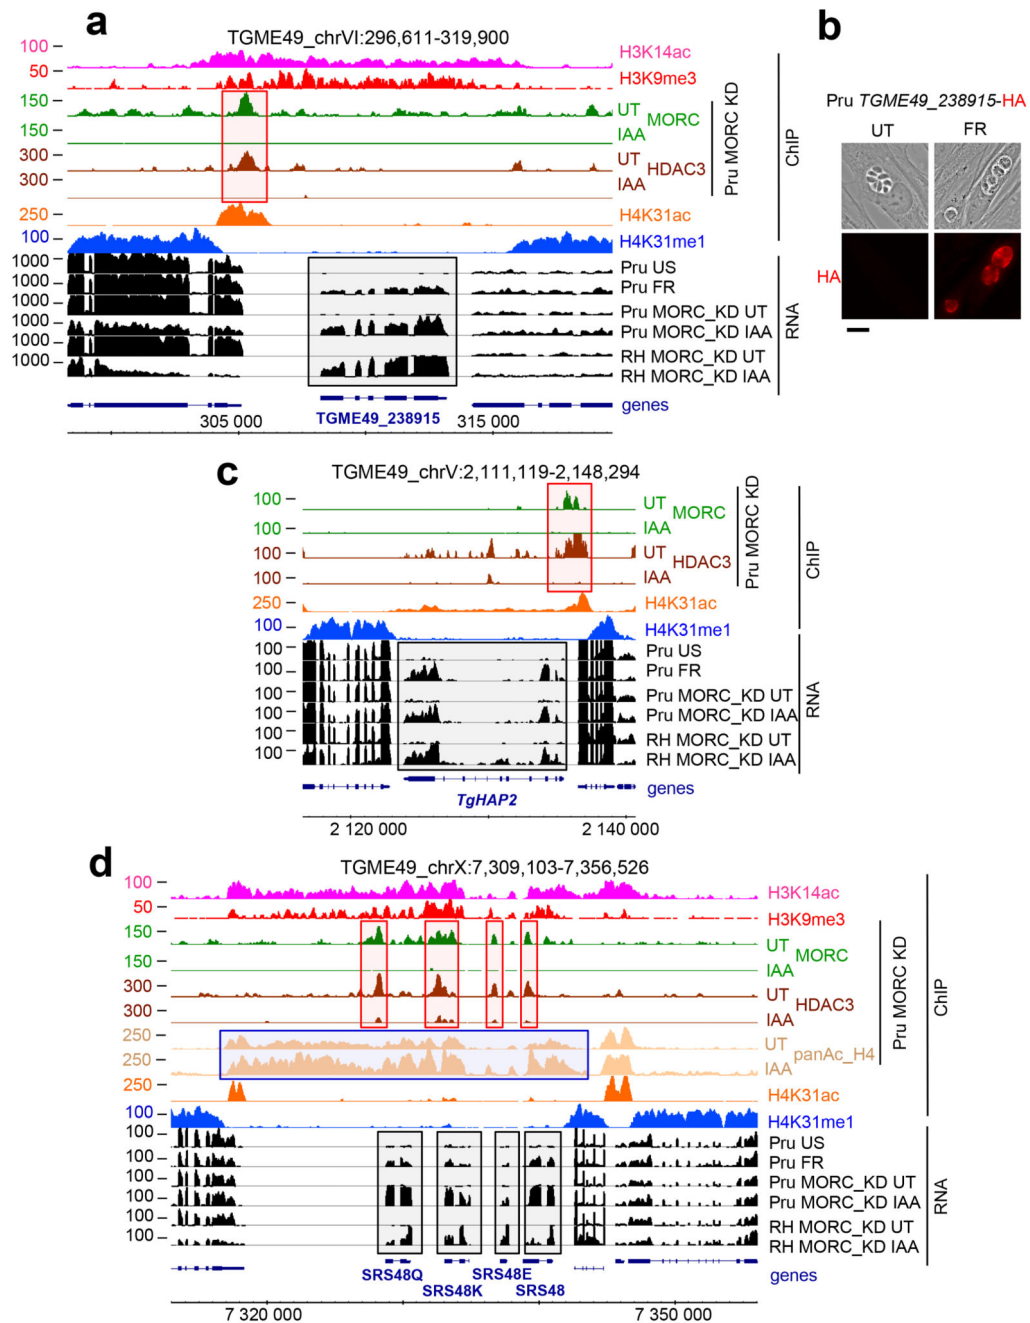 a
TGME49_chrVI:296,611-319,900
100 H3K14ac
50 H3K9me3
150 UT MORC
150 IAA
300 UT HDAC3
300 IAA
Pru MORC KD
250 H4K31ac
100 H4K31me1
ChIP
1000 Pru US
1000 Pru FR
1000 Pru MORC_KD UT
1000 Pru MORC_KD IAA
1000 RH MORC_KD UT
1000 RH MORC_KD IAA
RNA
TGME49_238915
genes
305 000 315 000
b
Pru TGME49_238915-HA
UT FR
HA
c
TGME49_chrV:2,111,119-2,148,294
100 UT MORC
100 IAA
100 UT HDAC3
100 IAA
Pru MORC KD
250 H4K31ac
100 H4K31me1
ChIP
100 Pru US
100 Pru FR
100 Pru MORC_KD UT
100 Pru MORC_KD IAA
100 RH MORC_KD UT
100 RH MORC_KD IAA
RNA
TgHAP2
genes
2 120 000 2 140 000
d
TGME49_chrX:7,309,103-7,356,526
100 H3K14ac
50 H3K9me3
150 UT MORC
150 IAA
300 UT HDAC3
300 IAA
250 UT panAc_H4
250 IAA
Pru MORC KD
250 H4K31ac
100 H4K31me1
ChIP
100 Pru US
100 Pru FR
100 Pru MORC_KD UT
100 Pru MORC_KD IAA
100 RH MORC_KD UT
100 RH MORC_KD IAA
RNA
SRS48Q SRS48E
SRS48K SRS48
genes
7 320 000 7 350 000